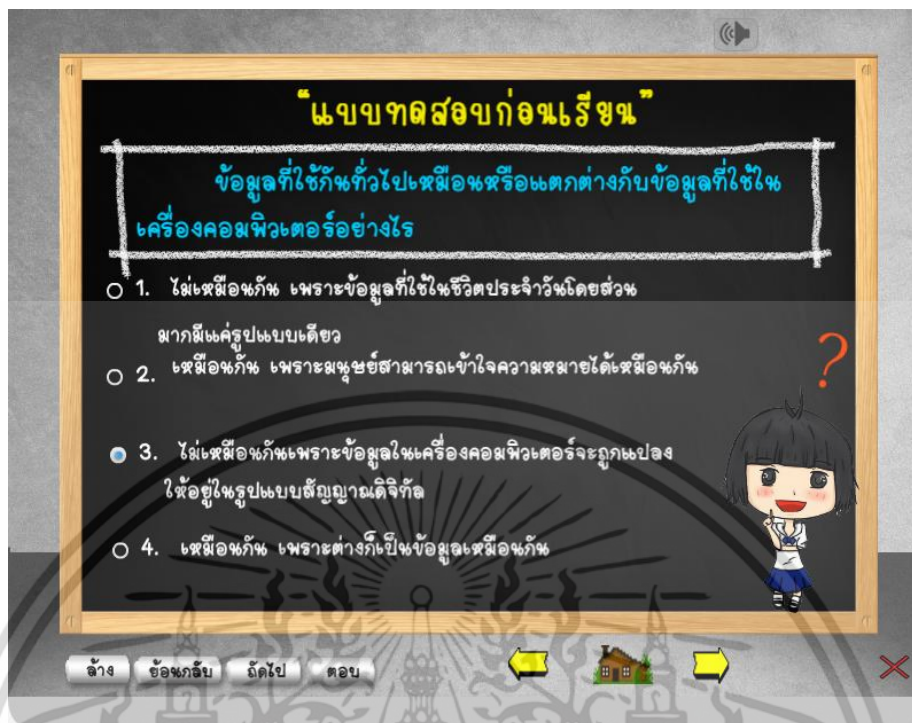 "แบบทดสอบก่อนเรียน"
ข้อมูลที่ใช้กันทั่วไปเหมือนหรือแตกต่างกับข้อมูลที่ใช้ใน
เครื่องคอมพิวเตอร์อย่างไร
1. ไม่เหมือนกัน เพราะข้อมูลที่ใช้ในชีวิตประจำวันโดยส่วน
มากมีแค่รูปแบบเดียว
2. เหมือนกัน เพราะมนุษย์สามารถเข้าใจความหมายได้เหมือนกัน
3. ไม่เหมือนกันเพราะข้อมูลในเครื่องคอมพิวเตอร์จะถูกแปลง
ให้อยู่ในรูปแบบสัญญาณดิจิทัล
4. เหมือนกัน เพราะต่างก็เป็นข้อมูลเหมือนกัน
?
ล้าง ย้อนกลับ ถัดไป ตอบ